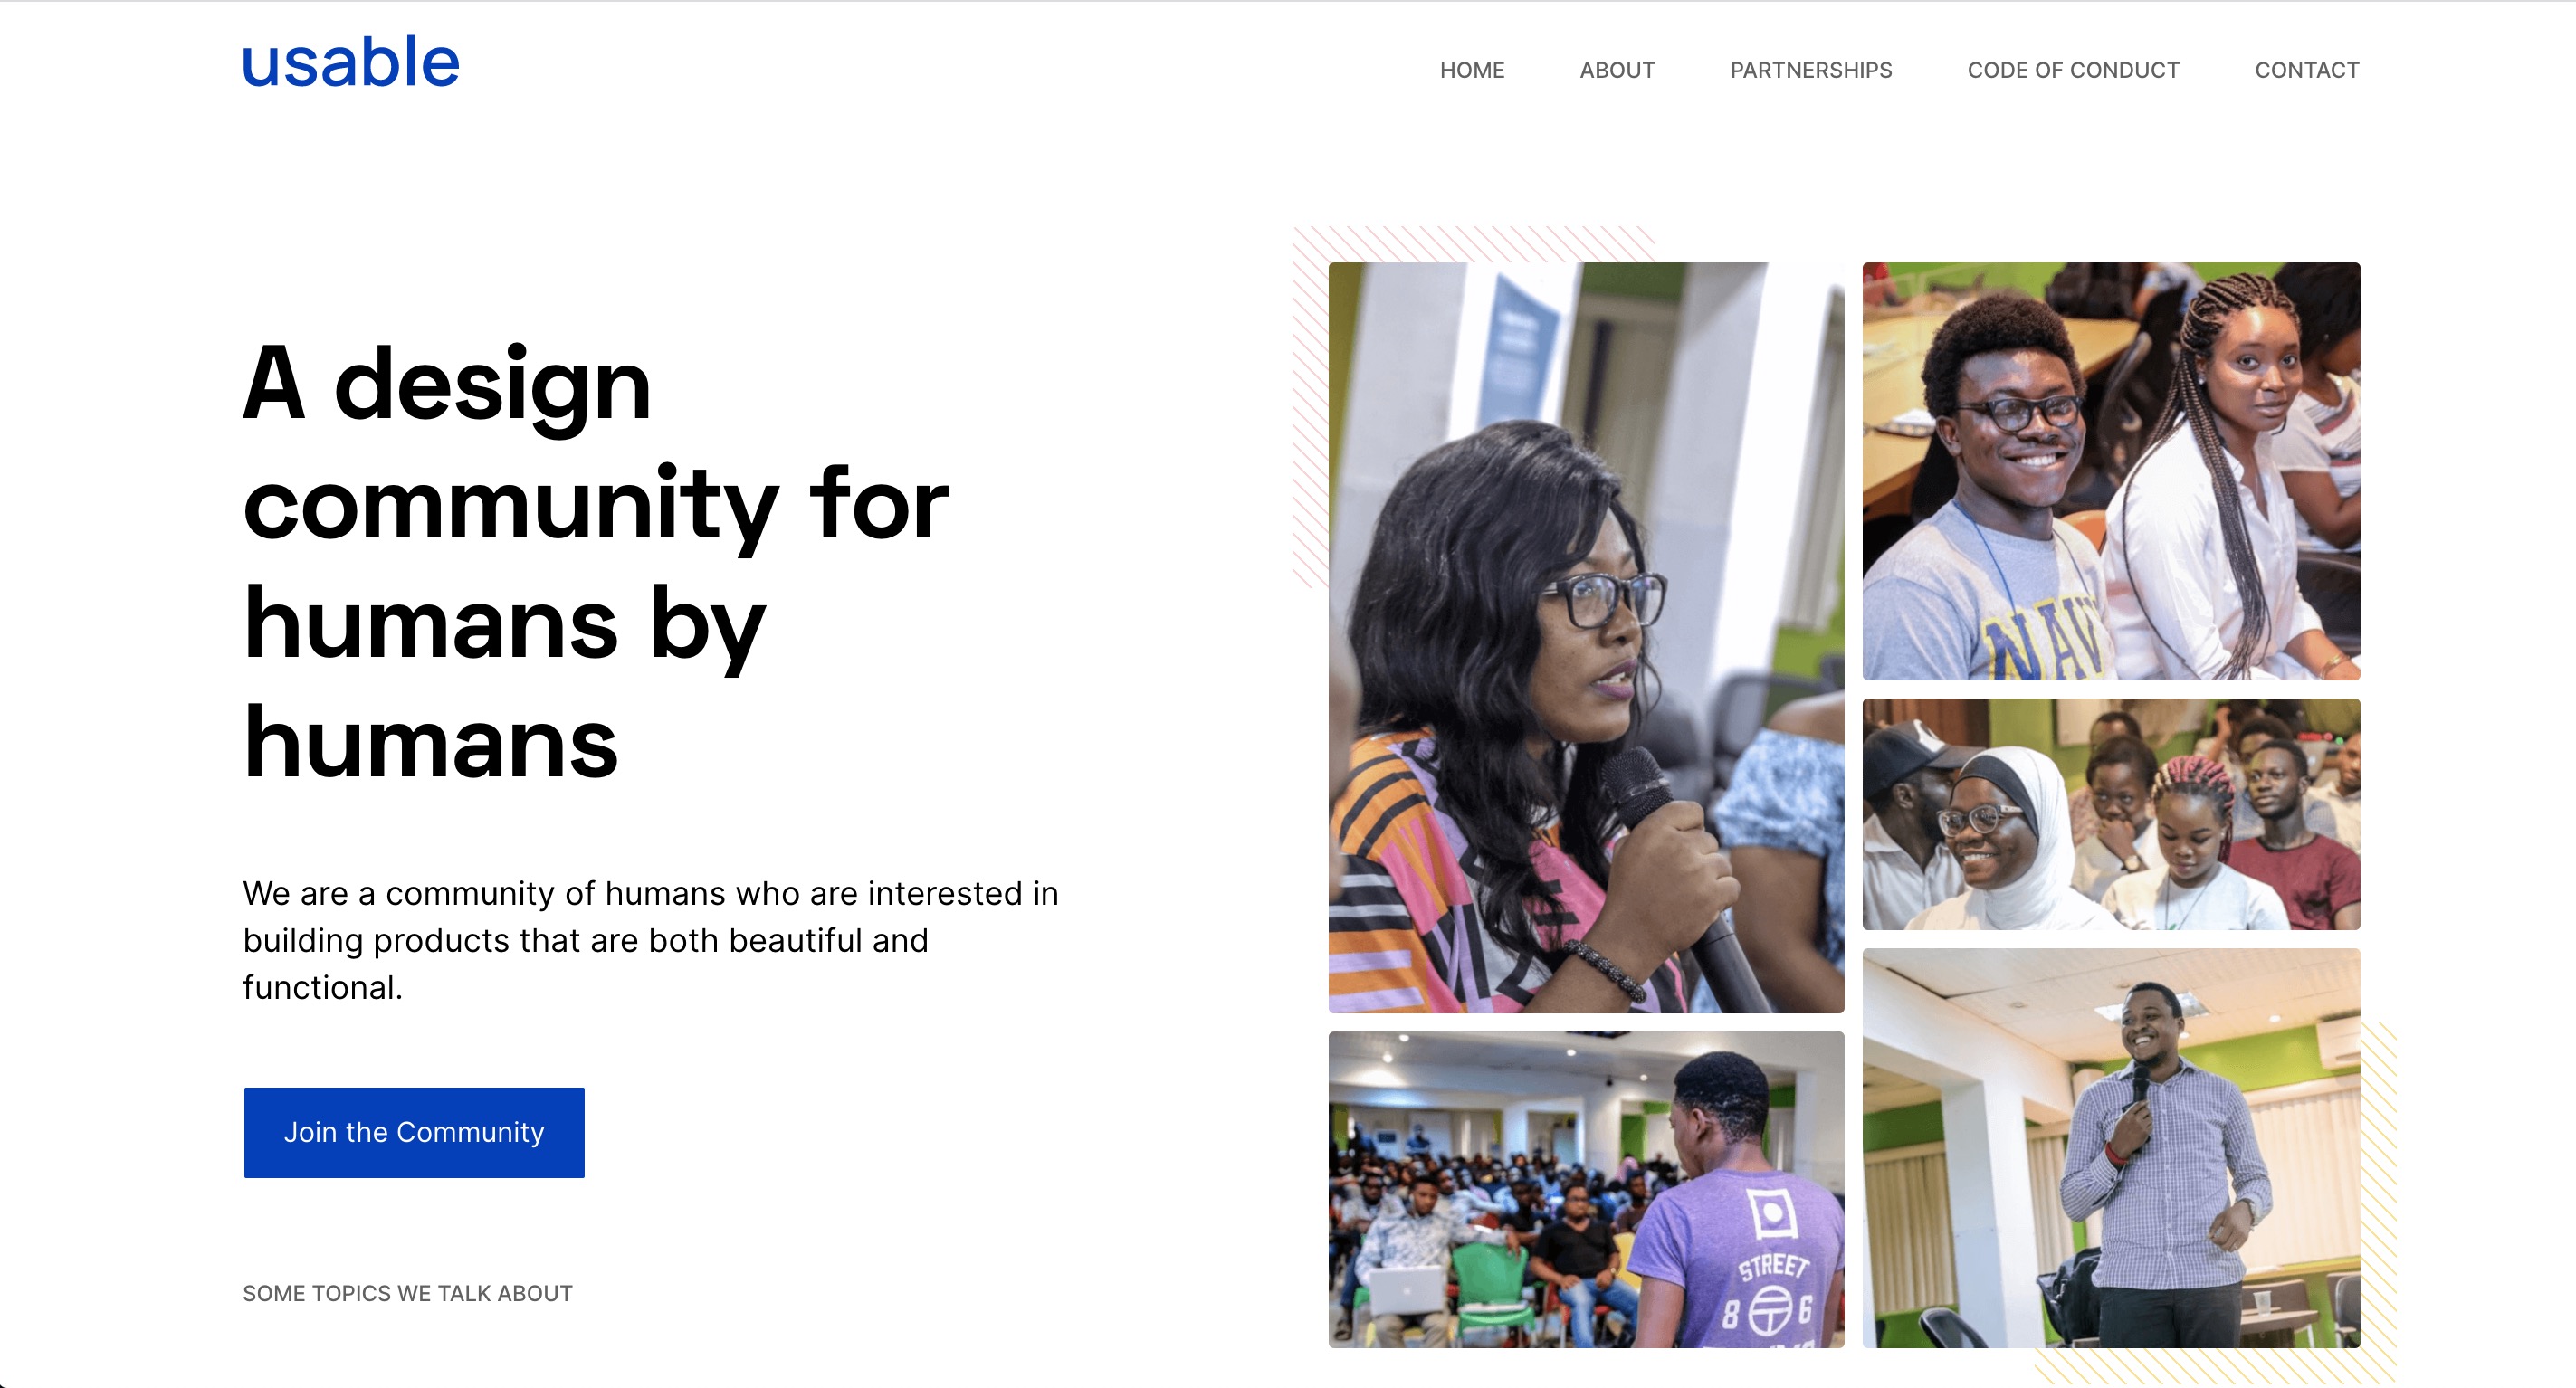 usable
HOME ABOUT PARTNERSHIPS CODE OF CONDUCT CONTACT
A design
community for
humans by
humans
We are a community of humans who are interested in
building products that are both beautiful and
functional.
Join the Community
SOME TOPICS WE TALK ABOUT
NAV
STREET
8 6